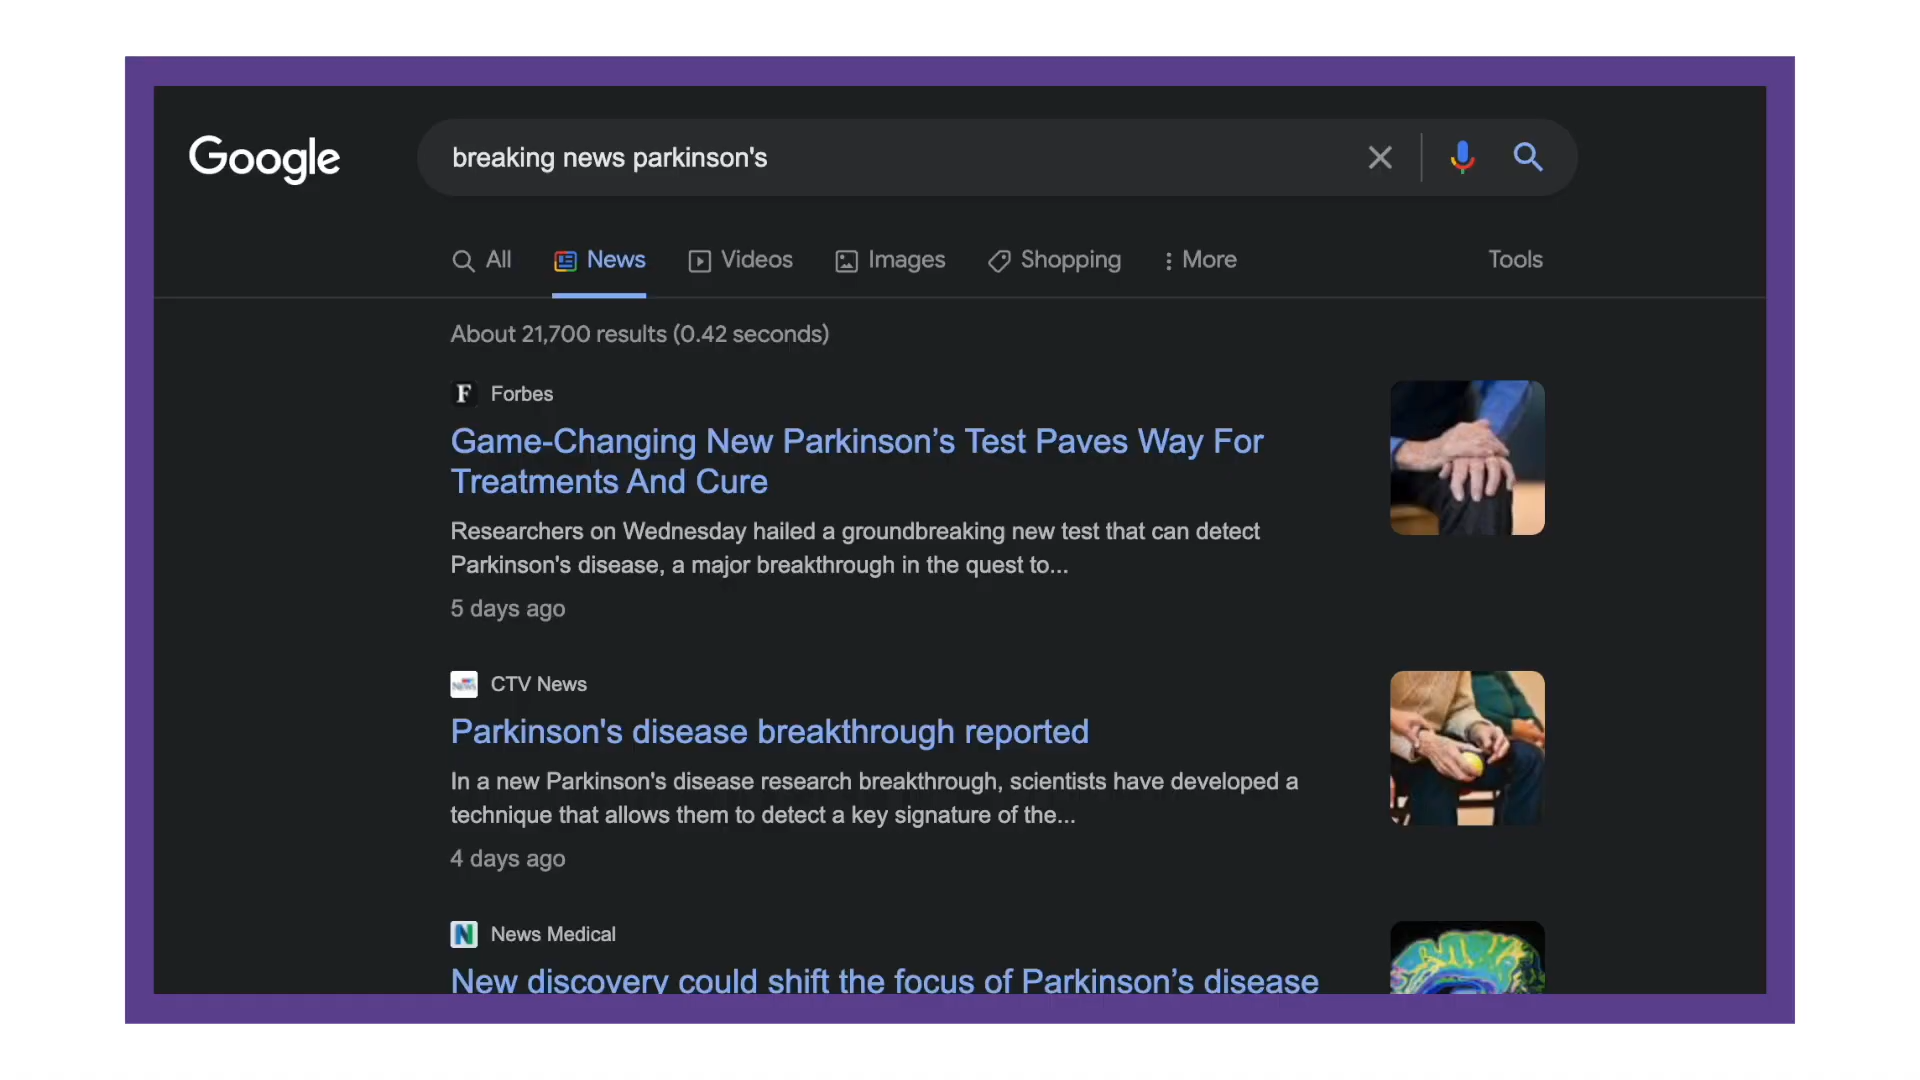 Google
breaking news parkinson's
All
News
Videos
Images
Shopping
More
Tools
About 21,700 results (0.42 seconds)
F Forbes
Game-Changing New Parkinson’s Test Paves Way For
Treatments And Cure
Researchers on Wednesday hailed a groundbreaking new test that can detect
Parkinson's disease, a major breakthrough in the quest to...
5 days ago
NEWS CTV News
Parkinson's disease breakthrough reported
In a new Parkinson's disease research breakthrough, scientists have developed a
technique that allows them to detect a key signature of the...
4 days ago
N News Medical
New discovery could shift the focus of Parkinson’s disease